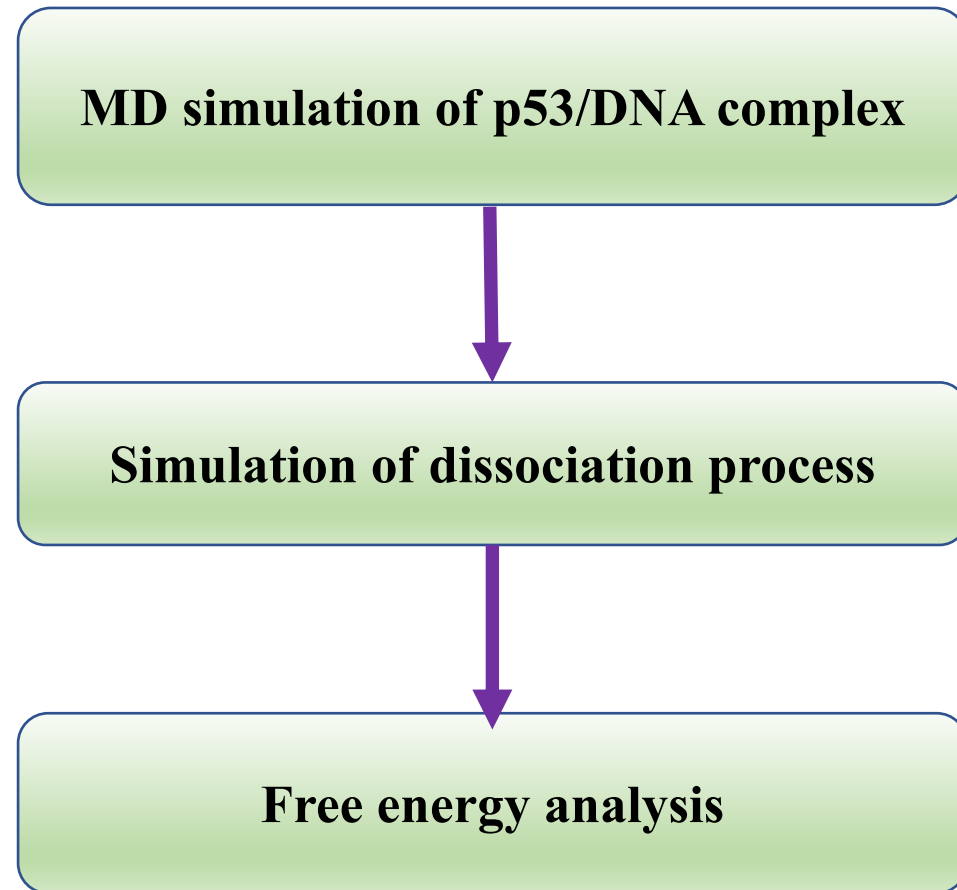 MD simulation of p53/DNA complex
Simulation of dissociation process
Free energy analysis